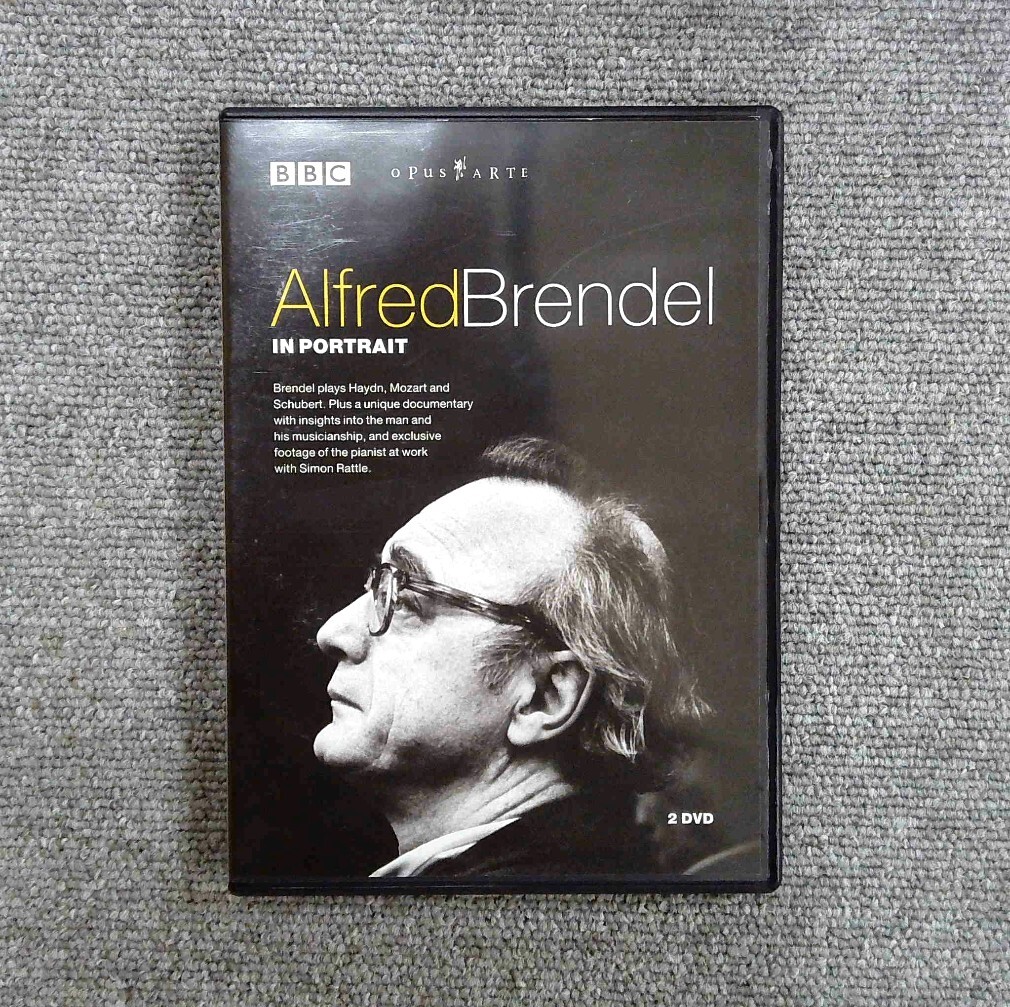 BBC OPUS ARTE
AlfredBrendel
IN PORTRAIT
Brendel plays Haydn, Mozart and
Schubert. Plus a unique documentary
with insights into the man and
his musicianship, and exclusive
footage of the pianist at work
with Simon Rattle.
2 DVD